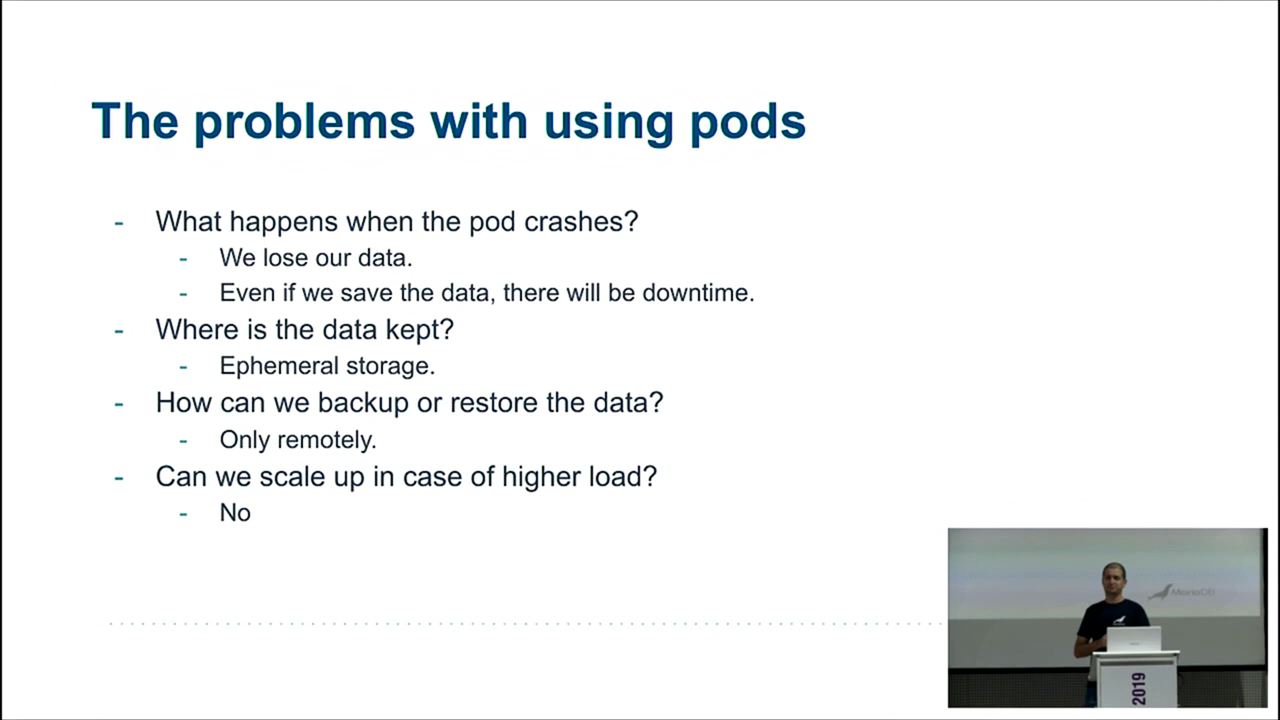 The problems with using pods
- What happens when the pod crashes?
- We lose our data.
- Even if we save the data, there will be downtime.
- Where is the data kept?
- Ephemeral storage.
- How can we backup or restore the data?
- Only remotely.
- Can we scale up in case of higher load?
- No
MariaDB
2019